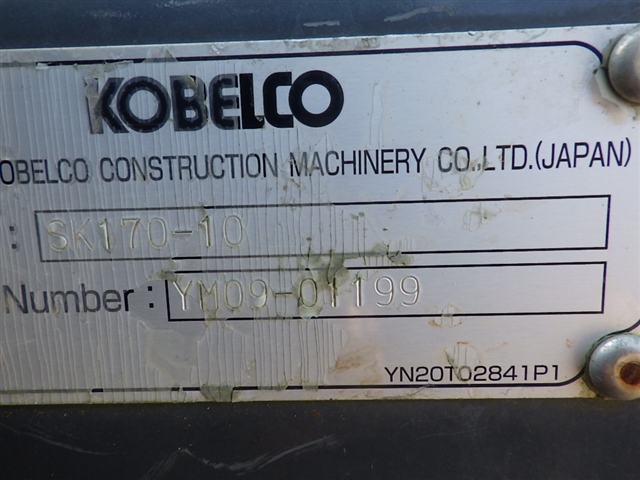 KOBELCO
OBELCO CONSTRUCTION MACHINERY CO.,LTD.(JAPAN)
: SK170-10
Number: YM09-01199
YN20T02841P1